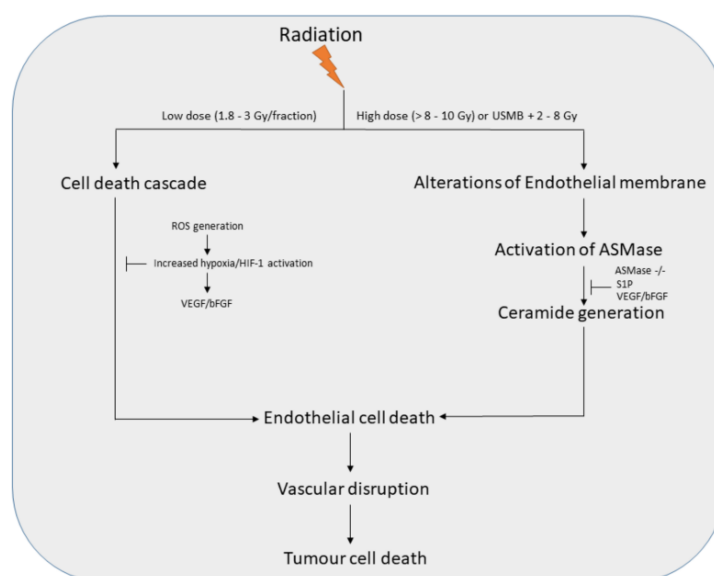 Radiation
Low dose (1.8 - 3 Gy/fraction)
High dose (> 8 - 10 Gy) or USMB + 2 - 8 Gy
Cell death cascade
Alterations of Endothelial membrane
ROS generation
Increased hypoxia/HIF-1 activation
VEGF/bFGF
Activation of ASMase
ASMase -/-
S1P
VEGF/bFGF
Ceramide generation
Endothelial cell death
Vascular disruption
Tumour cell death